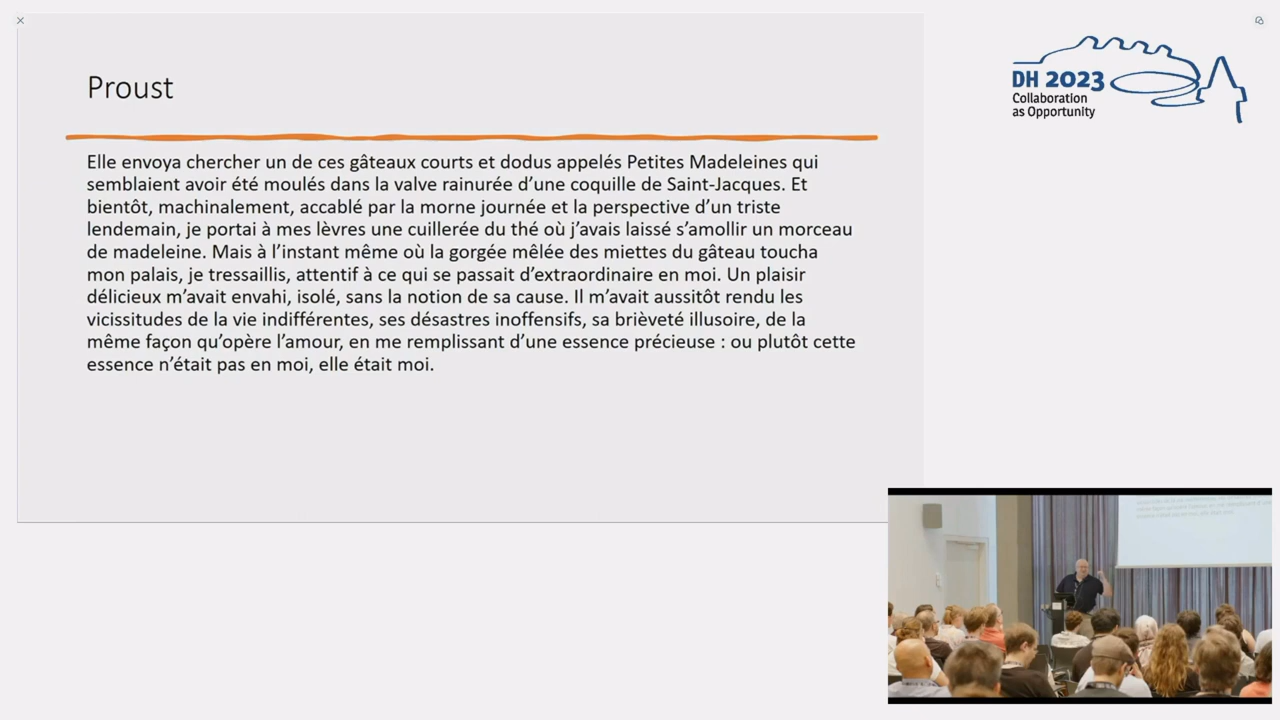 Proust
Elle envoya chercher un de ces gâteaux courts et dodus appelés Petites Madeleines qui
semblaient avoir été moulés dans la valve rainurée d’une coquille de Saint-Jacques. Et
bientôt, machinalement, accablé par la morne journée et la perspective d’un triste
lendemain, je portai à mes lèvres une cuillerée du thé où j’avais laissé s’amollir un morceau
de madeleine. Mais à l’instant même où la gorgée mêlée des miettes du gâteau toucha
mon palais, je tressaillis, attentif à ce qui se passait d’extraordinaire en moi. Un plaisir
délicieux m’avait envahi, isolé, sans la notion de sa cause. Il m’avait aussitôt rendu les
vicissitudes de la vie indifférentes, ses désastres inoffensifs, sa brièveté illusoire, de la
même façon qu’opère l’amour, en me remplissant d’une essence précieuse : ou plutôt cette
essence n’était pas en moi, elle était moi.
DH 2023
Collaboration
as Opportunity